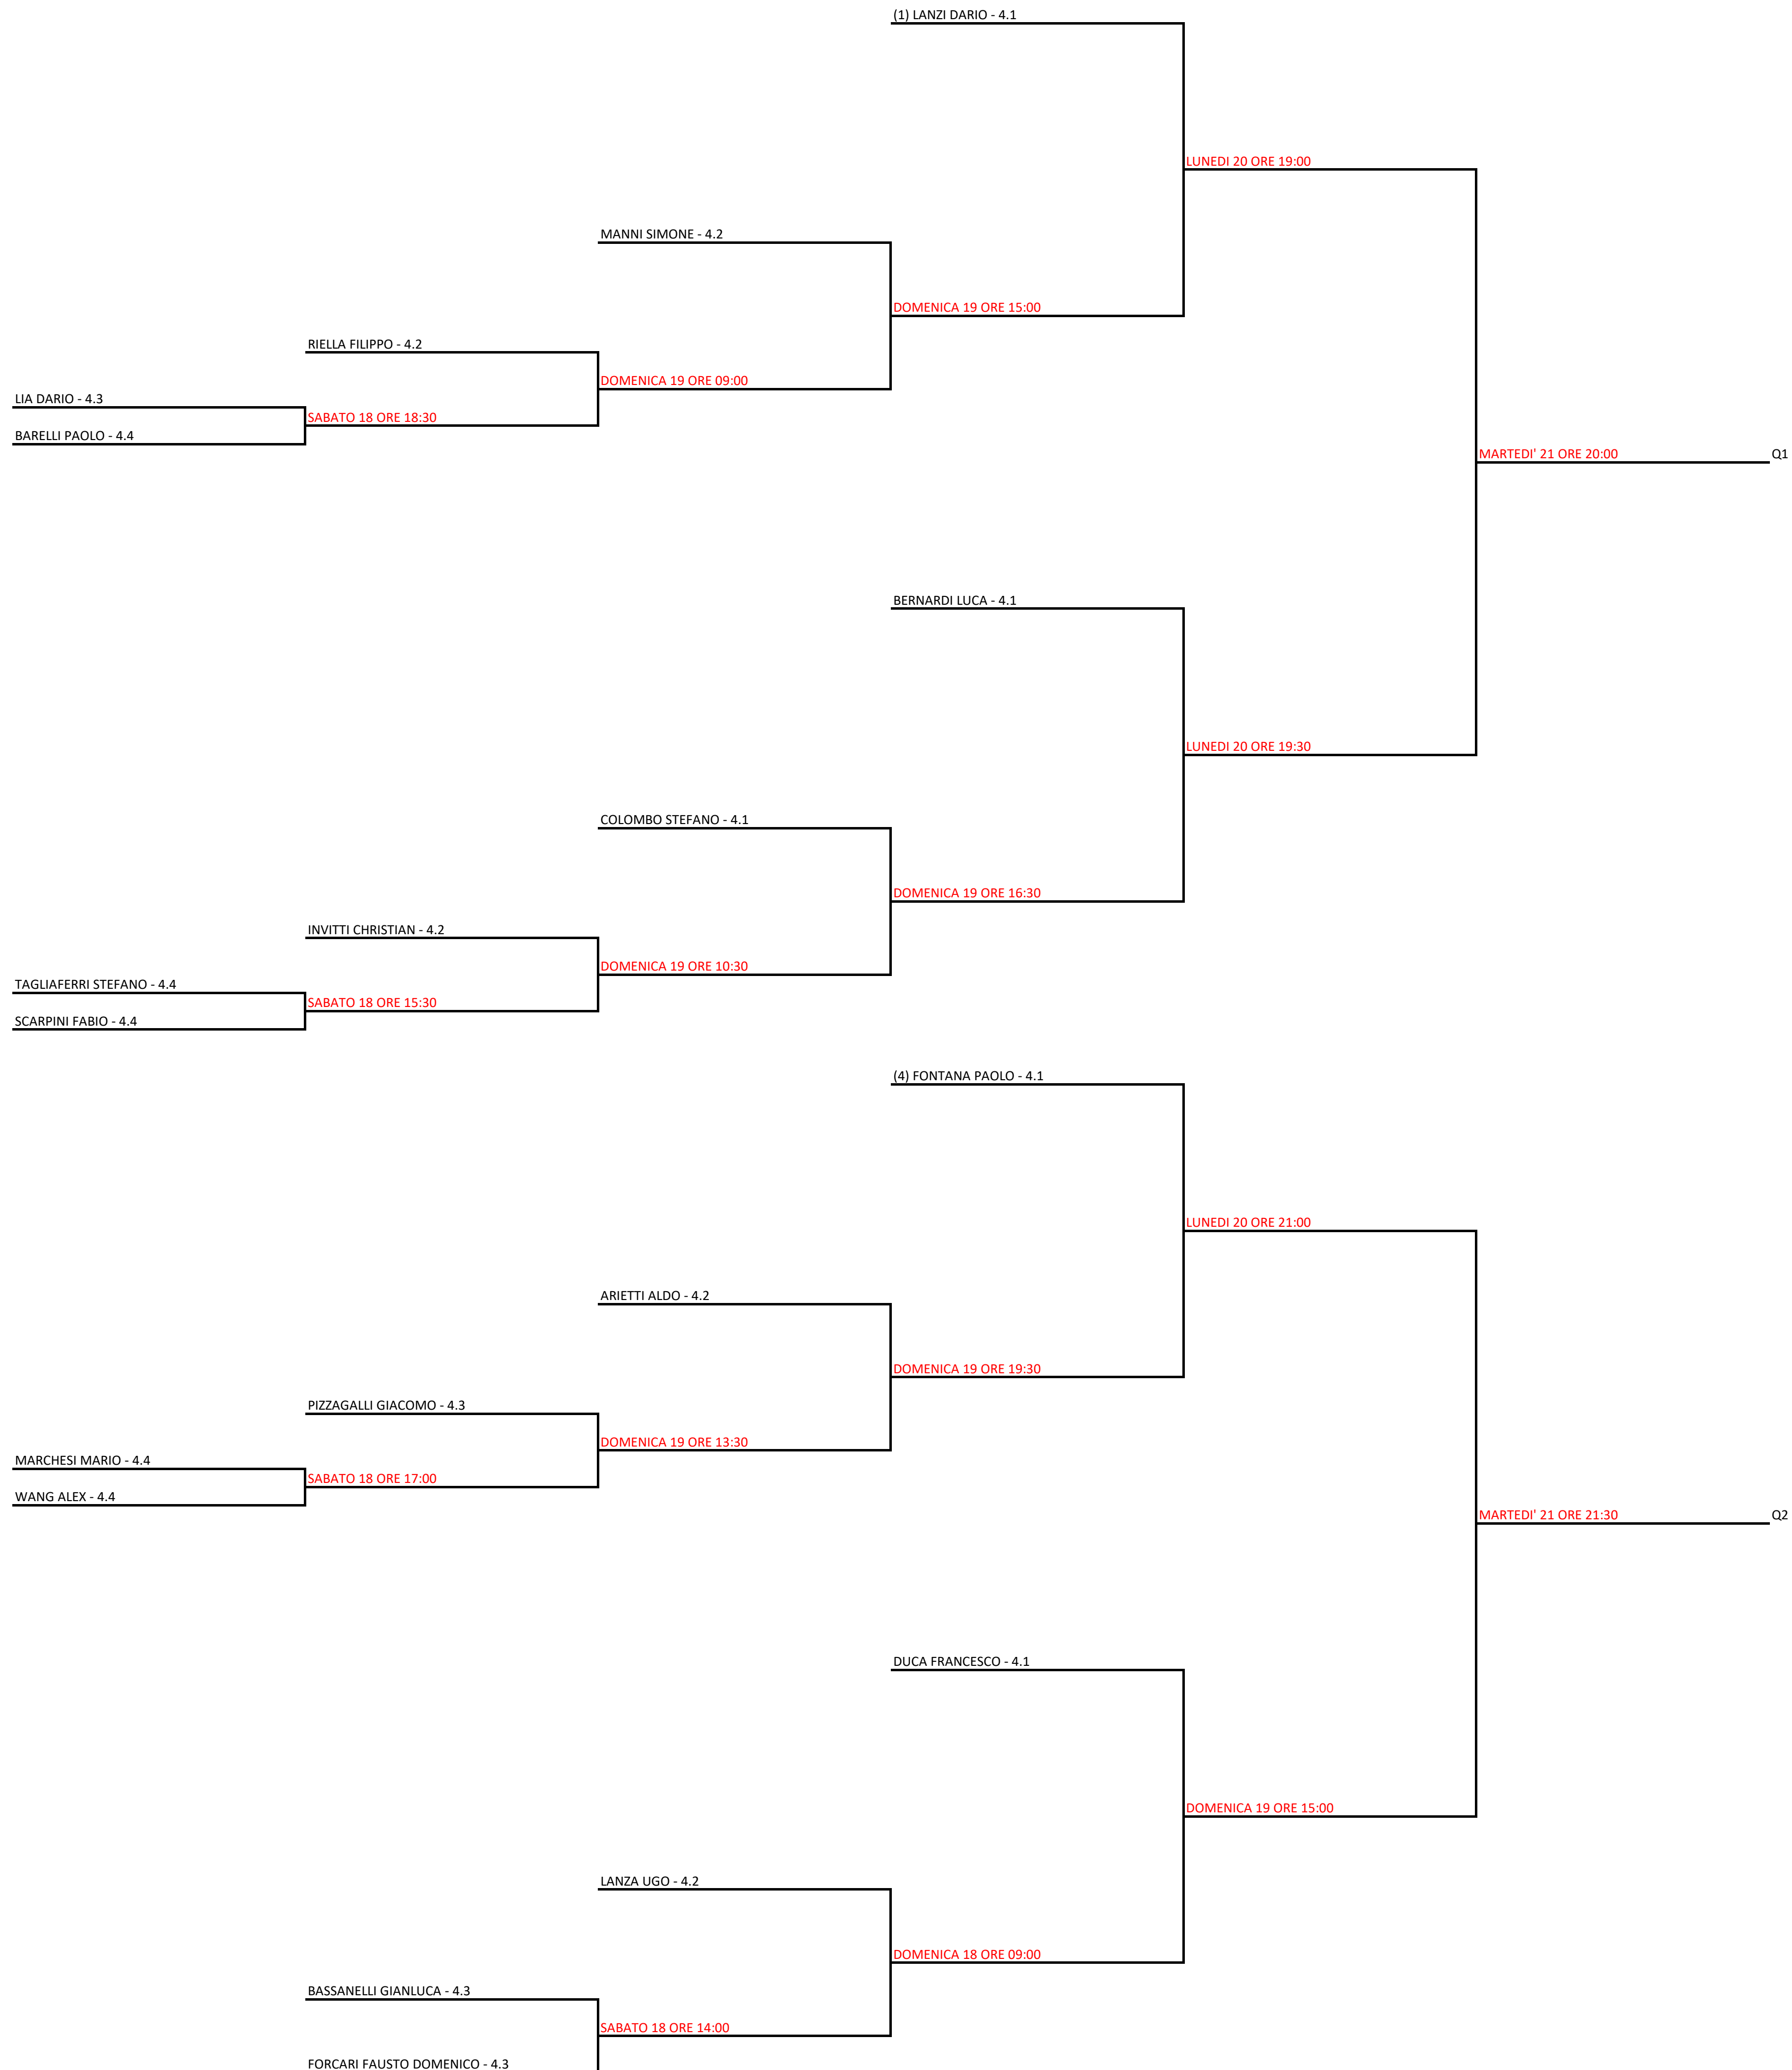 (1) LANZI DARIO - 4.1
LUNEDI 20 ORE 19:00
MANNI SIMONE - 4.2
DOMENICA 19 ORE 15:00
RIELLA FILIPPO - 4.2
DOMENICA 19 ORE 09:00
LIA DARIO - 4.3
SABATO 18 ORE 18:30
BARELLI PAOLO - 4.4
MARTEDI' 21 ORE 20:00
Q1
BERNARDI LUCA - 4.1
LUNEDI 20 ORE 19:30
COLOMBO STEFANO - 4.1
DOMENICA 19 ORE 16:30
INVITTI CHRISTIAN - 4.2
DOMENICA 19 ORE 10:30
TAGLIAFERRI STEFANO - 4.4
SABATO 18 ORE 15:30
SCARPINI FABIO - 4.4
(4) FONTANA PAOLO - 4.1
LUNEDI 20 ORE 21:00
ARIETTI ALDO - 4.2
DOMENICA 19 ORE 19:30
PIZZAGALLI GIACOMO - 4.3
DOMENICA 19 ORE 13:30
MARCHESI MARIO - 4.4
SABATO 18 ORE 17:00
WANG ALEX - 4.4
MARTEDI' 21 ORE 21:30
Q2
DUCA FRANCESCO - 4.1
DOMENICA 19 ORE 15:00
LANZA UGO - 4.2
DOMENICA 18 ORE 09:00
BASSANELLI GIANLUCA - 4.3
SABATO 18 ORE 14:00
FORCARI FAUSTO DOMENICO - 4.3